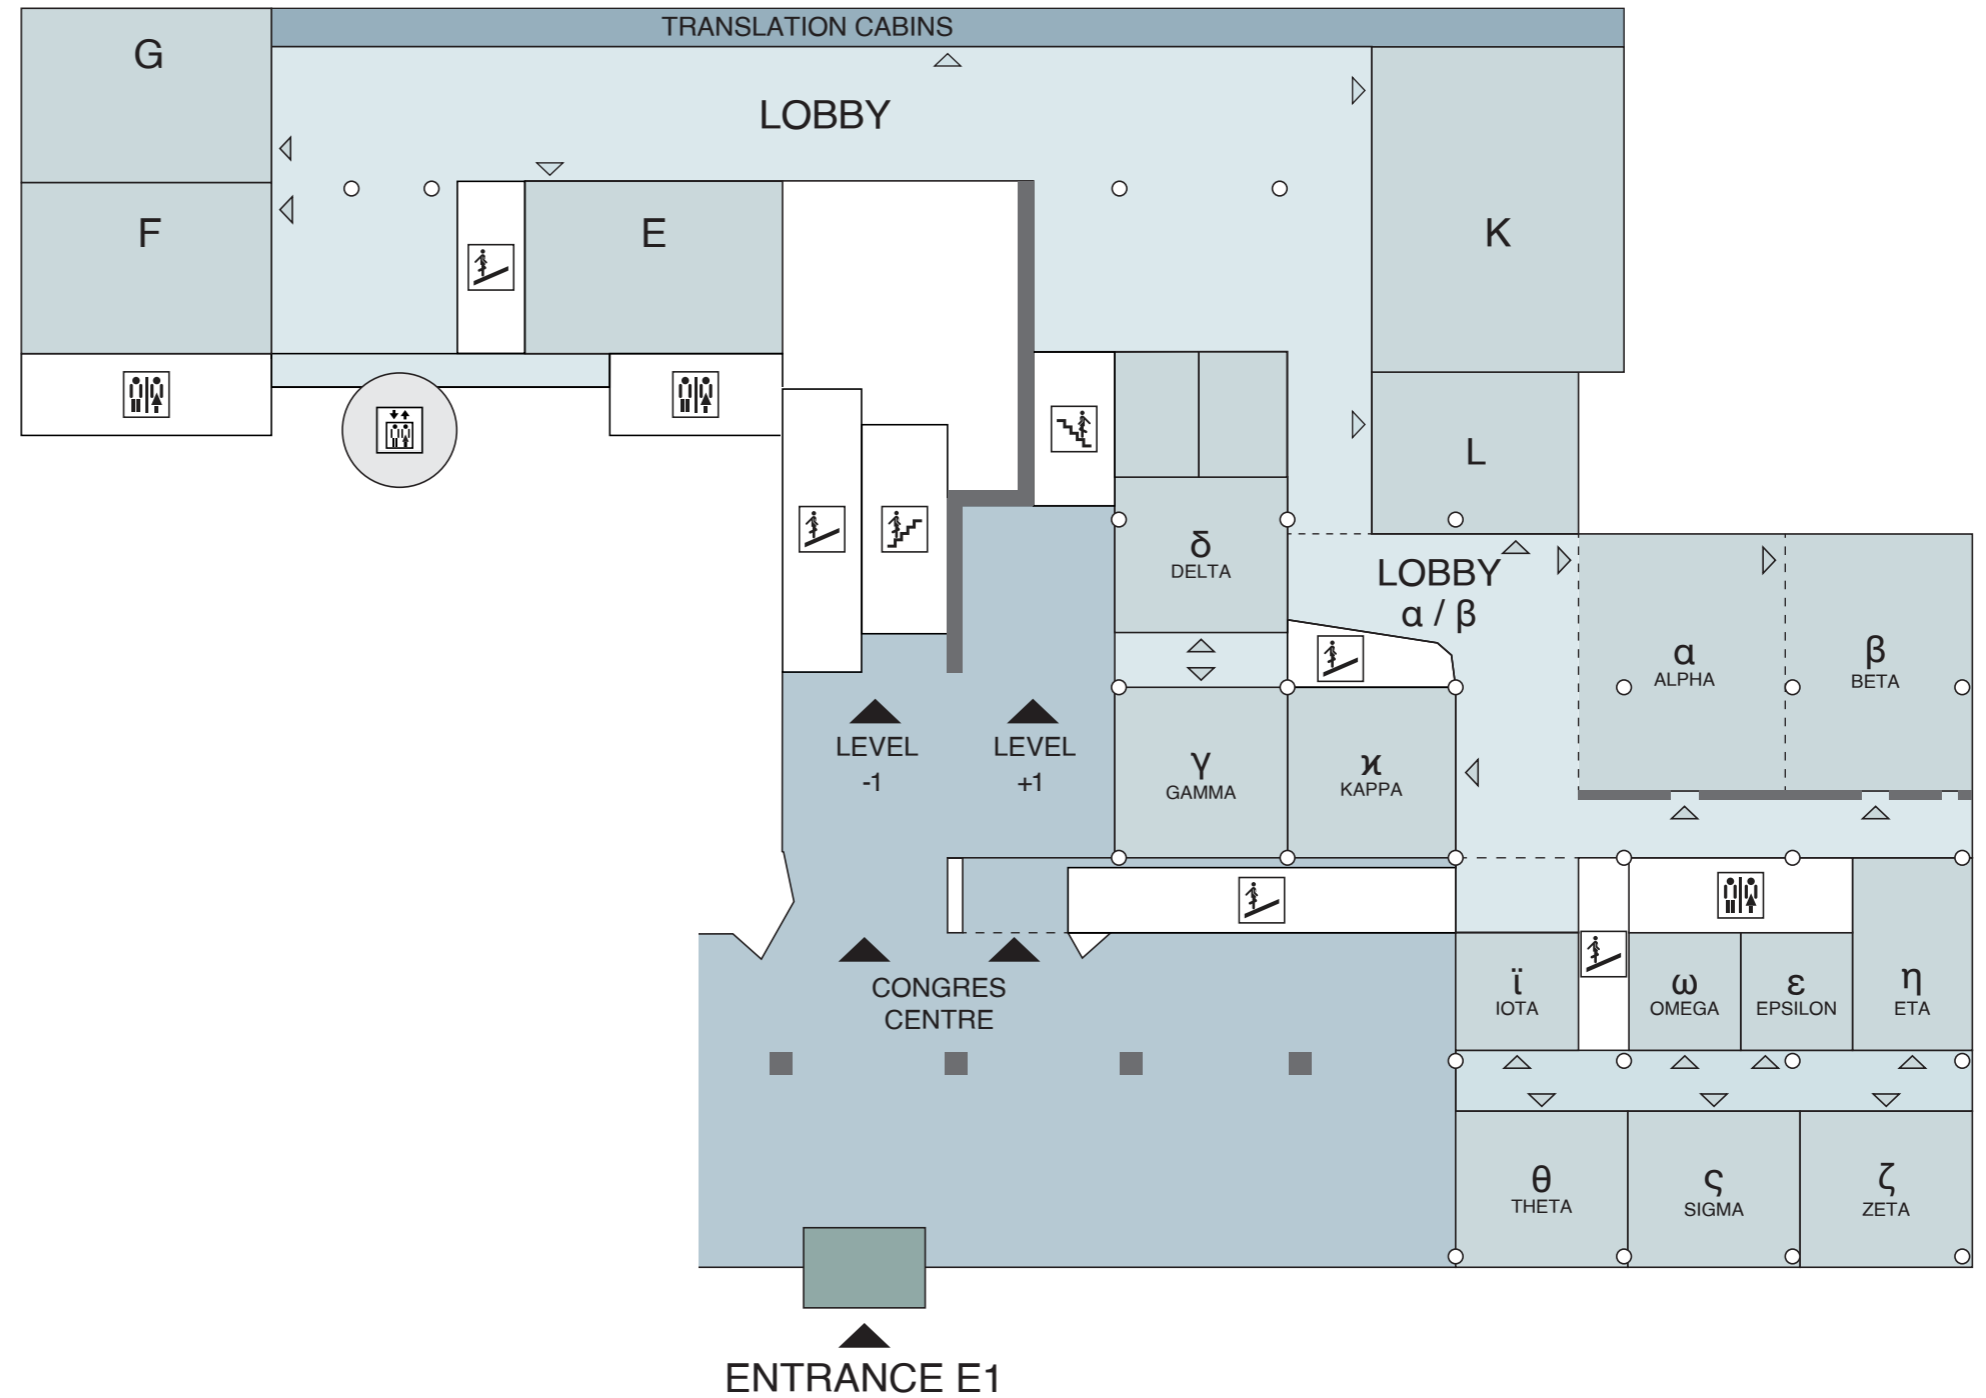 TRANSLATION CABINS
G
LOBBY
F
E
K
L
δ
DELTA
LOBBY
α / β
α
ALPHA
β
BETA
LEVEL
-1
LEVEL
+1
γ
GAMMA
ϰ
KAPPA
CONGRES
CENTRE
ϊ
IOTA
ω
OMEGA
ε
EPSILON
η
ETA
θ
THETA
ς
SIGMA
ζ
ZETA
ENTRANCE E1